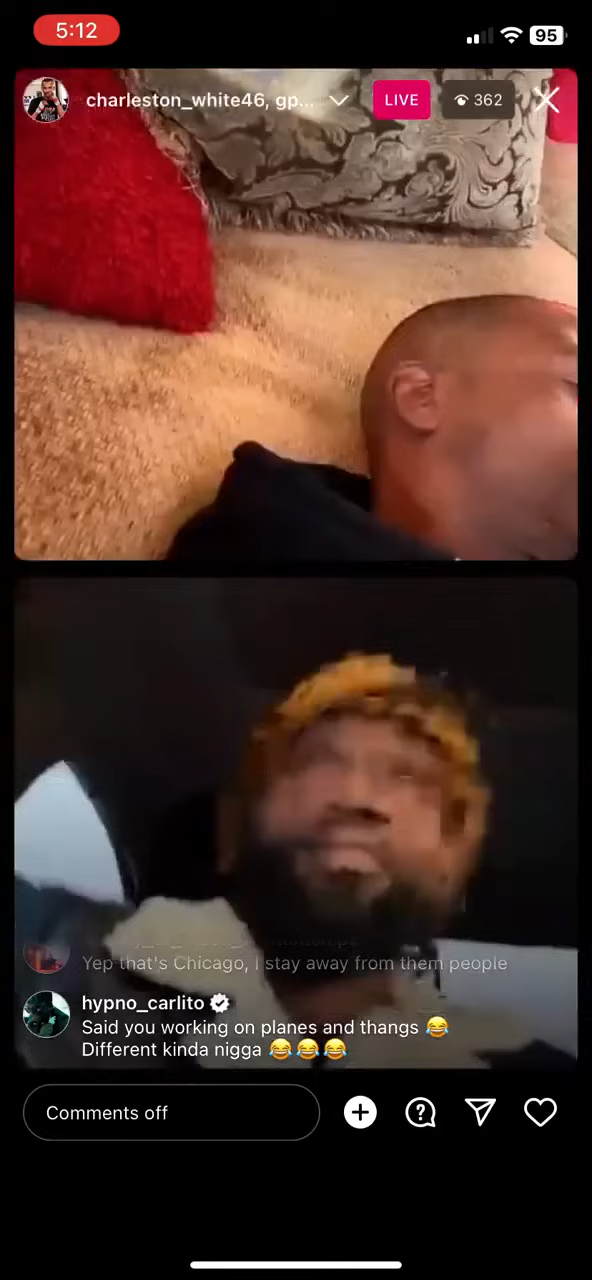 5:12
95
charleston_white46, gp...
LIVE
362
Yep that's Chicago, I stay away from them people
hypno_carlito
Said you working on planes and thangs 😂
Different kinda nigga 😂😂😂
Comments off